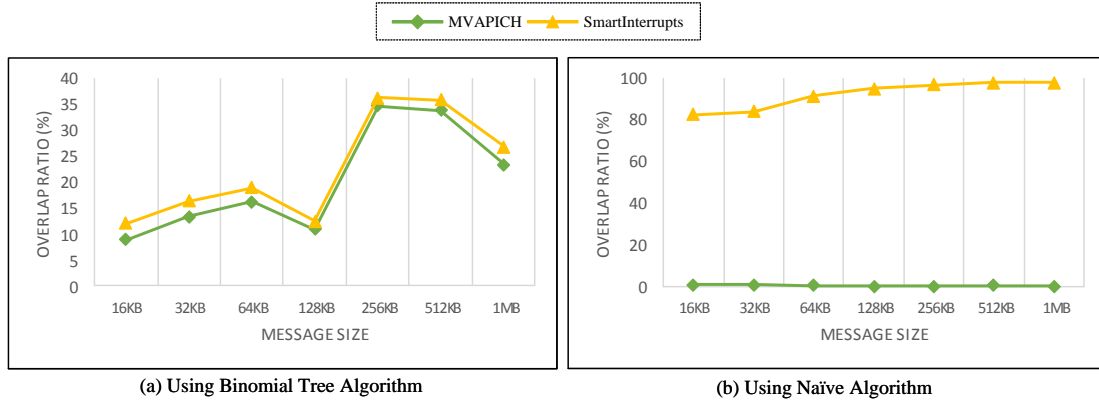 MVAPICH SmartInterrupts
40
35
30
25
20
15
10
5
0
OVERLAP RATIO (%)
16KB 32KB 64KB 128KB 256KB 512KB 1MB
MESSAGE SIZE
(a) Using Binomial Tree Algorithm
100
80
60
40
20
0
OVERLAP RATIO (%)
16KB 32KB 64KB 128KB 256KB 512KB 1MB
MESSAGE SIZE
(b) Using Naïve Algorithm